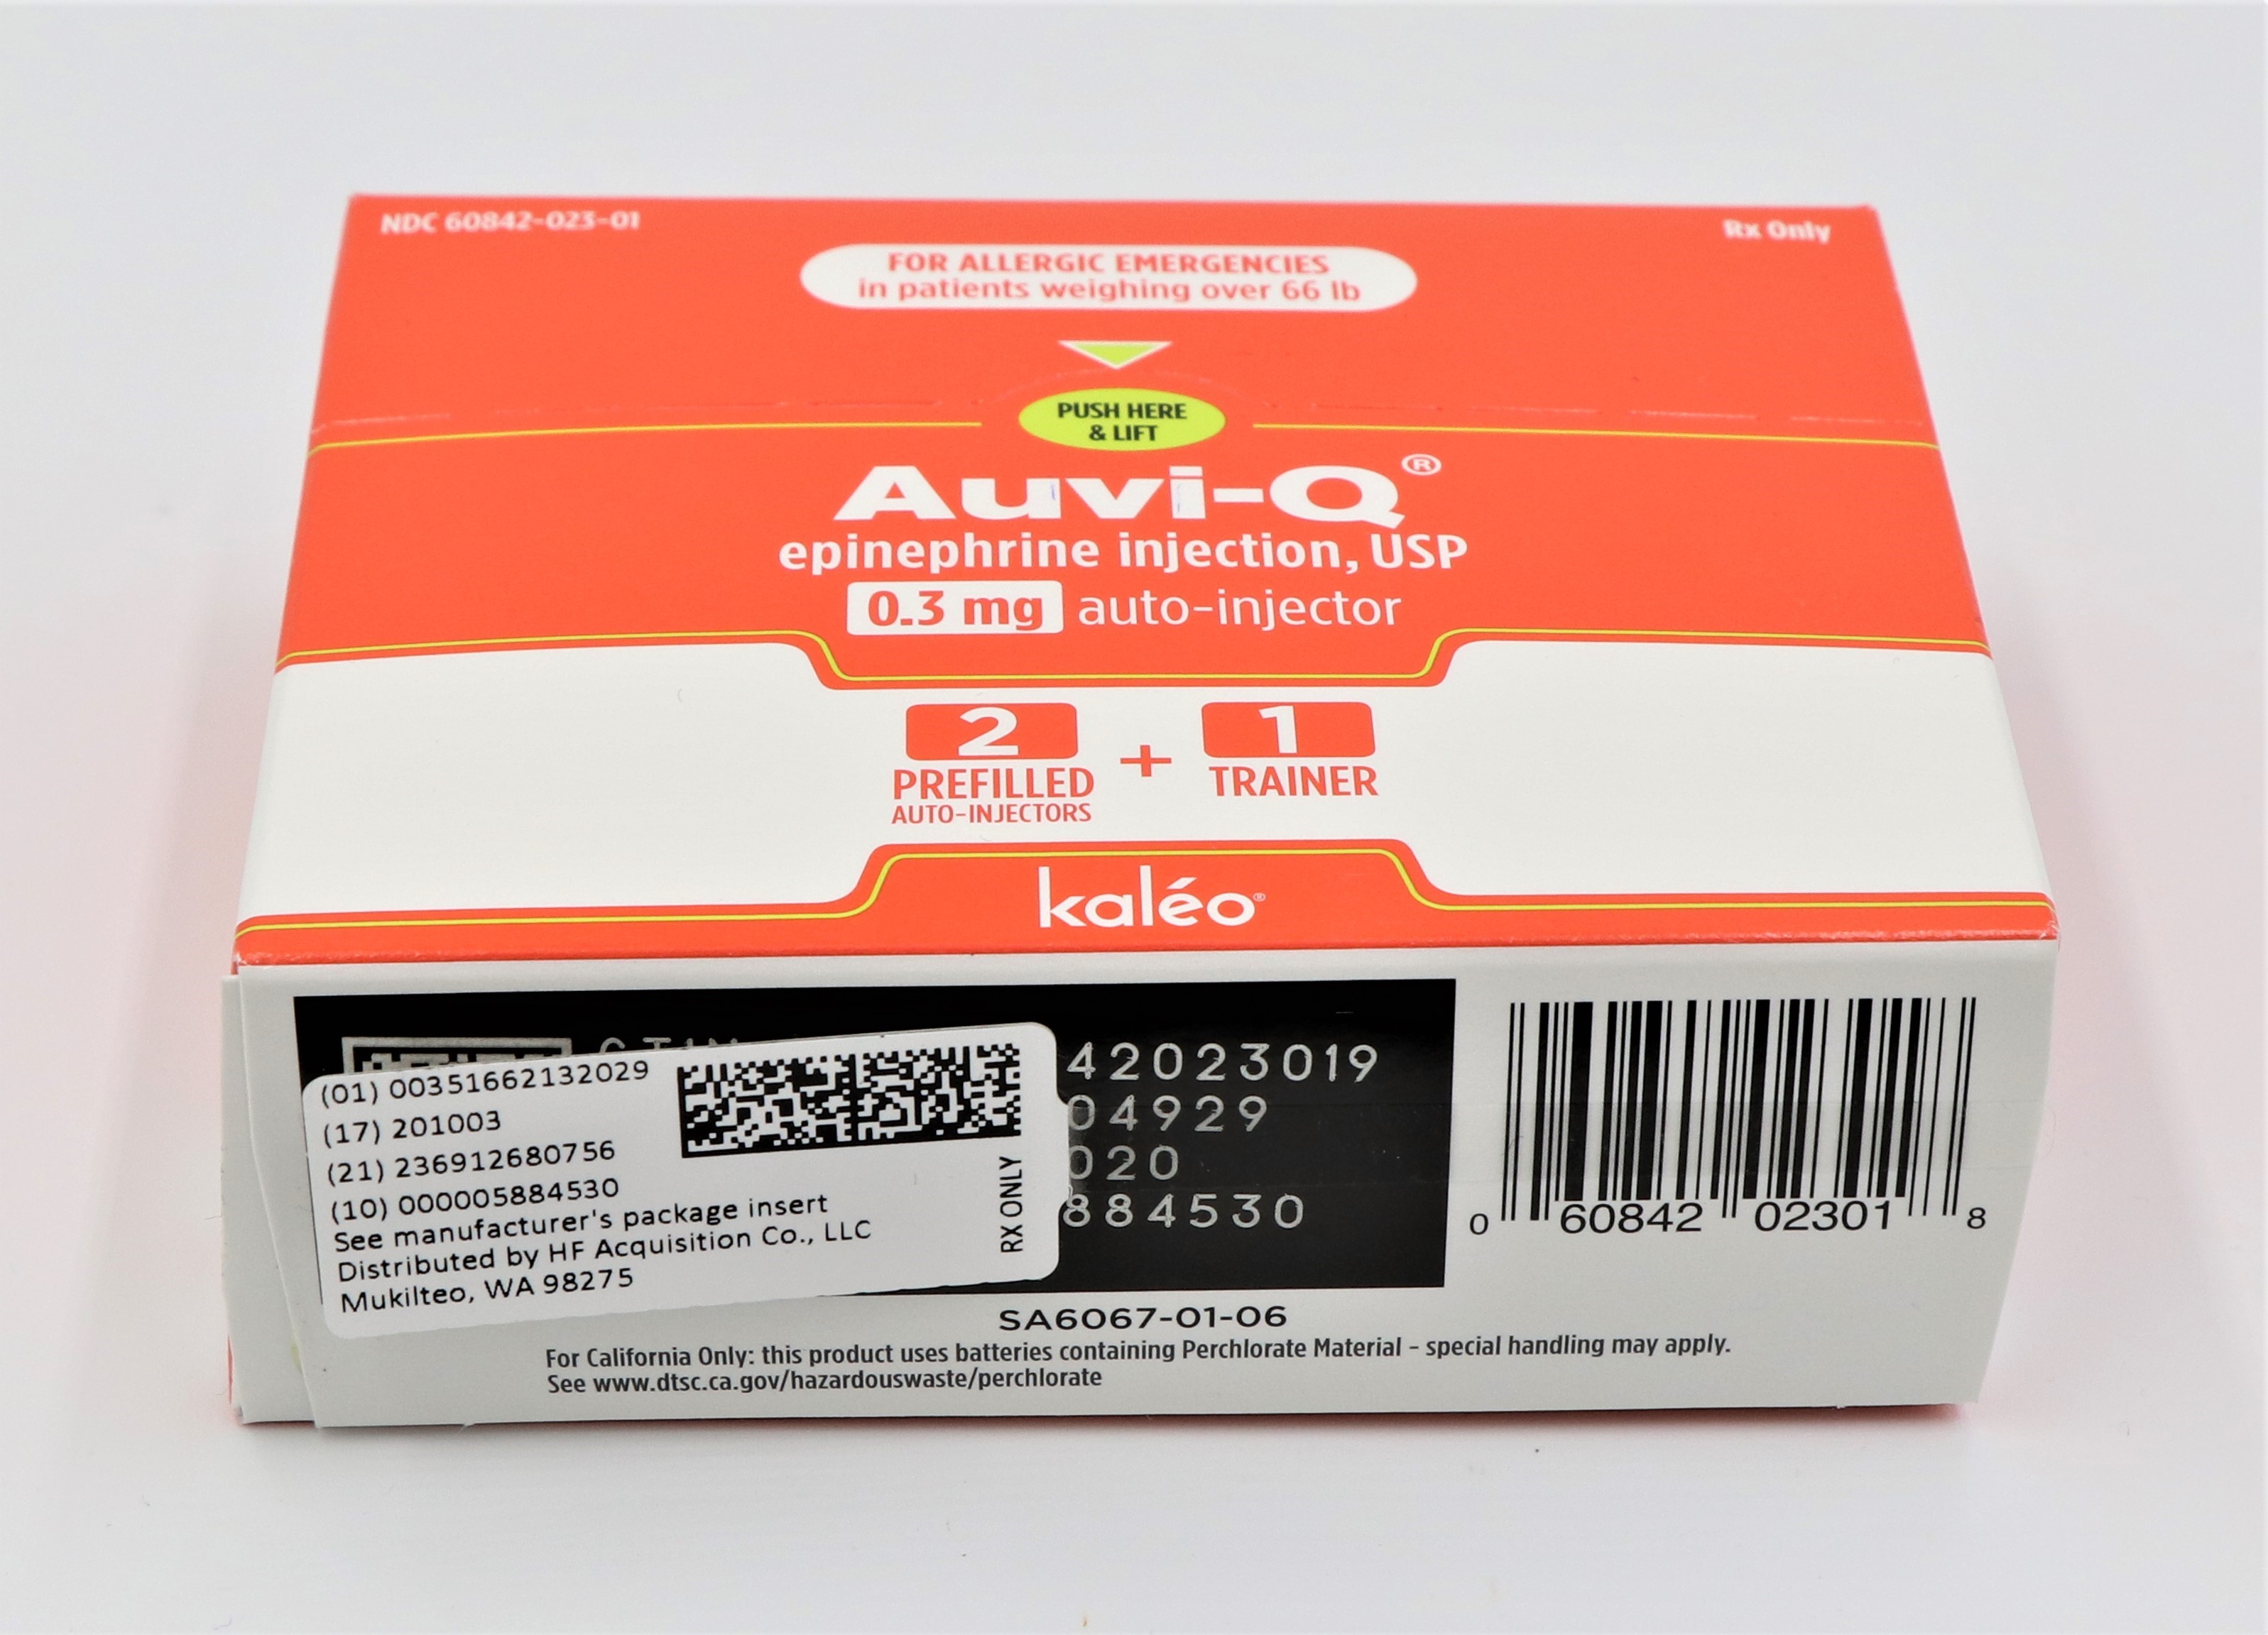 NDC 60842-023-01
Rx Only
FOR ALLERGIC EMERGENCIES
in patients weighing over 66 lb
PUSH HERE
& LIFT
Auvi-Q®
epinephrine injection, USP
0.3 mg auto-injector
2
PREFILLED
AUTO-INJECTORS
+
1
TRAINER
kaléo®
(01) 00351662132029
(17) 201003
(21) 236912680756
(10) 000005884530
See manufacturer's package insert
Distributed by HF Acquisition Co., LLC
Mukilteo, WA 98275
RX ONLY
42023019
04929
020
884530
0 60842 02301 8
SA6067-01-06
For California Only: this product uses batteries containing Perchlorate Material – special handling may apply.
See www.dtsc.ca.gov/hazardouswaste/perchlorate